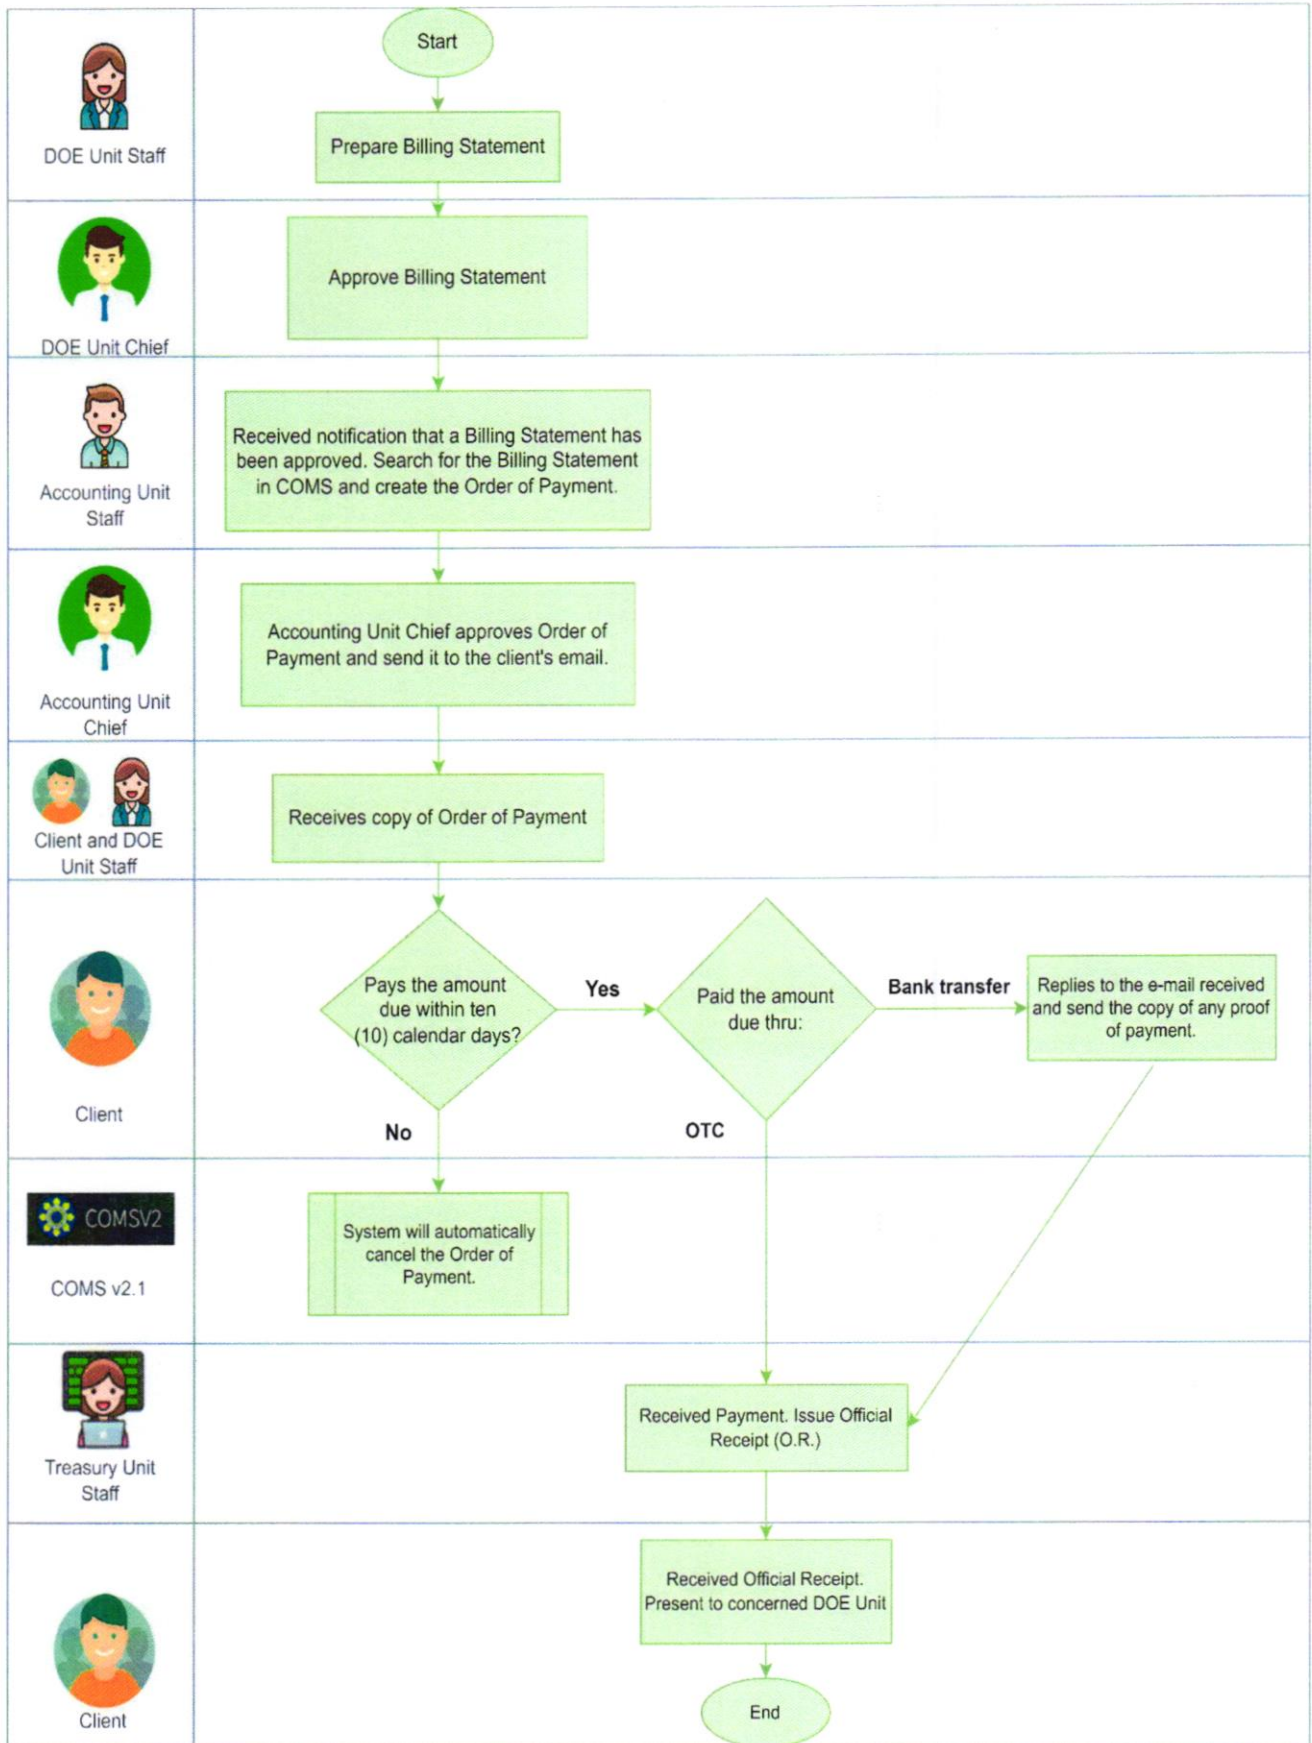 Start
DOE Unit Staff
Prepare Billing Statement
DOE Unit Chief
Approve Billing Statement
Accounting Unit
Staff
Received notification that a Billing Statement has
been approved. Search for the Billing Statement
in COMS and create the Order of Payment.
Accounting Unit
Chief
Accounting Unit Chief approves Order of
Payment and send it to the client's email.
Client and DOE
Unit Staff
Receives copy of Order of Payment
Client
Pays the amount
due within ten
(10) calendar days?
Yes
Paid the amount
due thru:
Bank transfer
Replies to the e-mail received
and send the copy of any proof
of payment.
No
OTC
COMSV2
COMS v2.1
System will automatically
cancel the Order of
Payment.
Treasury Unit
Staff
Received Payment. Issue Official
Receipt (O.R.)
Client
Received Official Receipt.
Present to concerned DOE Unit
End